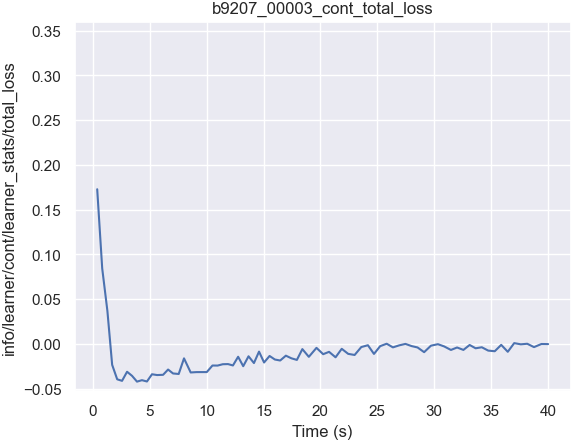 b9207_00003_cont_total_loss
info/learner/cont/learner_stats/total_loss
0.35
0.30
0.25
0.20
0.15
0.10
0.05
0.00
−0.05
0 5 10 15 20 25 30 35 40
Time (s)